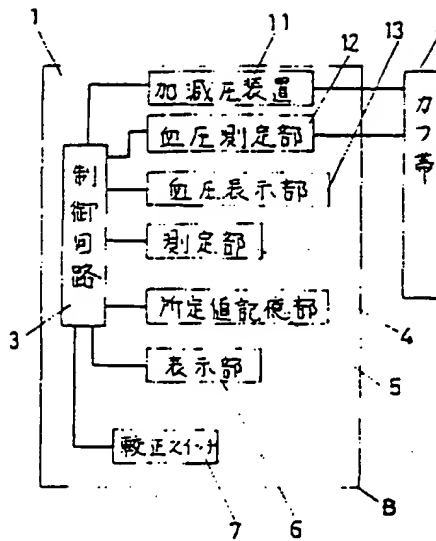 1
11
12
13
加減圧装置
血圧測定部
カフ帯
制御回路
血圧表示部
測定部
所定値記憶部
3
4
表示部
5
較正スイッチ
7
6
B